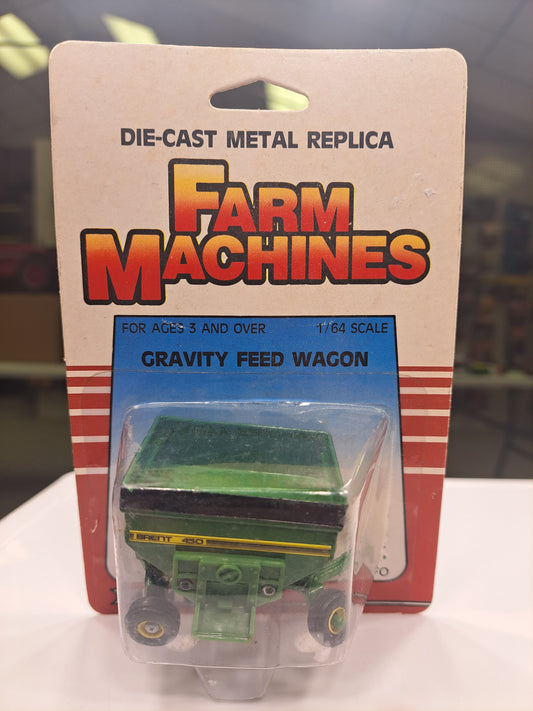 DIE-CAST METAL REPLICA
FARM
MACHINES
FOR AGES 3 AND OVER 1/64 SCALE
GRAVITY FEED WAGON
BRENT 450